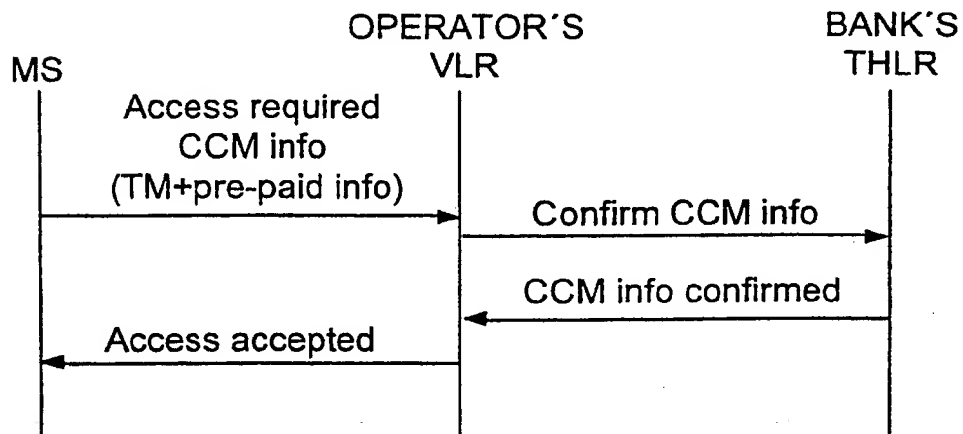 MS
OPERATOR´S
VLR
BANK´S
THLR
Access required
CCM info
(TM+pre-paid info)
Confirm CCM info
CCM info confirmed
Access accepted